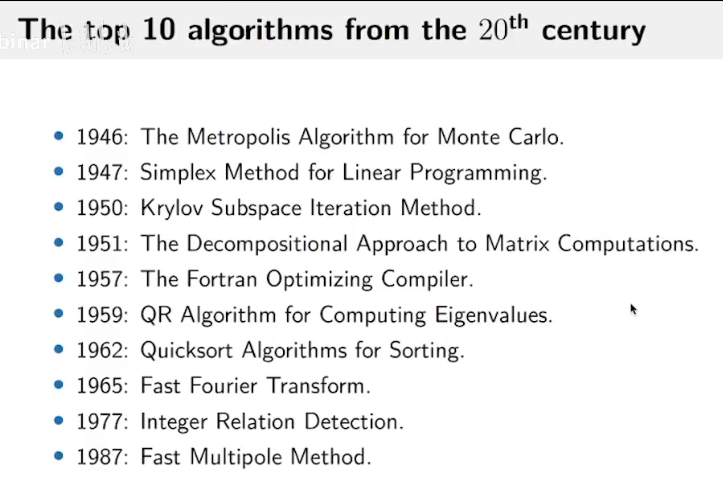 The top 10 algorithms from the 20th century
• 1946: The Metropolis Algorithm for Monte Carlo.
• 1947: Simplex Method for Linear Programming.
• 1950: Krylov Subspace Iteration Method.
• 1951: The Decompositional Approach to Matrix Computations.
• 1957: The Fortran Optimizing Compiler.
• 1959: QR Algorithm for Computing Eigenvalues.
• 1962: Quicksort Algorithms for Sorting.
• 1965: Fast Fourier Transform.
• 1977: Integer Relation Detection.
• 1987: Fast Multipole Method.